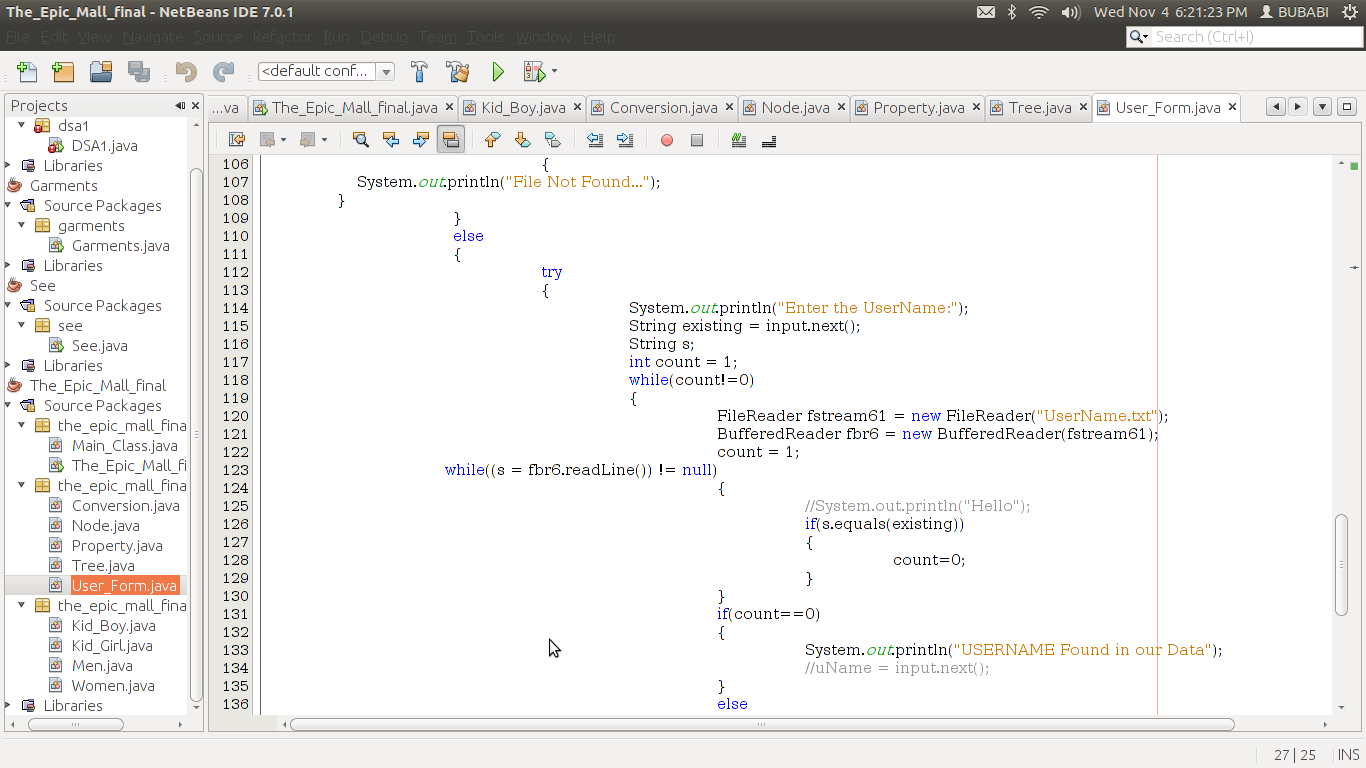 The_Epic_Mall_final - NetBeans IDE 7.0.1
Wed Nov 4 6:21:23 PM BUBABI
File Edit View Navigate Source Refactor Run Debug Team Tools Window Help
Search (Ctrl+I)
<default conf...
Projects
...va The_Epic_Mall_final.java Kid_Boy.java Conversion.java Node.java Property.java Tree.java User_Form.java
dsa1
DSA1.java
Libraries
Garments
Source Packages
garments
Garments.java
Libraries
See
Source Packages
see
See.java
Libraries
The_Epic_Mall_final
Source Packages
the_epic_mall_fina
Main_Class.java
The_Epic_Mall_fi
the_epic_mall_fina
Conversion.java
Node.java
Property.java
Tree.java
User_Form.java
the_epic_mall_fina
Kid_Boy.java
Kid_Girl.java
Men.java
Women.java
Libraries
106 {
107 System.out.println("File Not Found...");
108 }
109 }
110 else
111 {
112 try
113 {
114 System.out.println("Enter the UserName:");
115 String existing = input.next();
116 String s;
117 int count = 1;
118 while(count!=0)
119 {
120 FileReader fstream61 = new FileReader("UserName.txt");
121 BufferedReader fbr6 = new BufferedReader(fstream61);
122 count = 1;
123 while((s = fbr6.readLine()) != null)
124 {
125 //System.out.println("Hello");
126 if(s.equals(existing))
127 {
128 count=0;
129 }
130 }
131 if(count==0)
132 {
133 System.out.println("USERNAME Found in our Data");
134 //uName = input.next();
135 }
136 else
27 | 25 INS